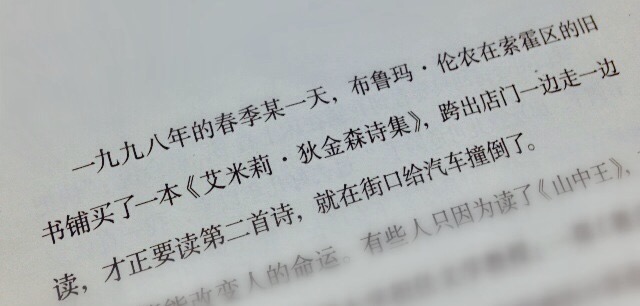 一九九八年的春季某一天，布鲁玛·伦农在索霍区的旧
书铺买了一本《艾米莉·狄金森诗集》，跨出店门一边走一边
读，才正要读第二首诗，就在街口给汽车撞倒了。
能改变人的命运。有些人只因为读了《山中王》，